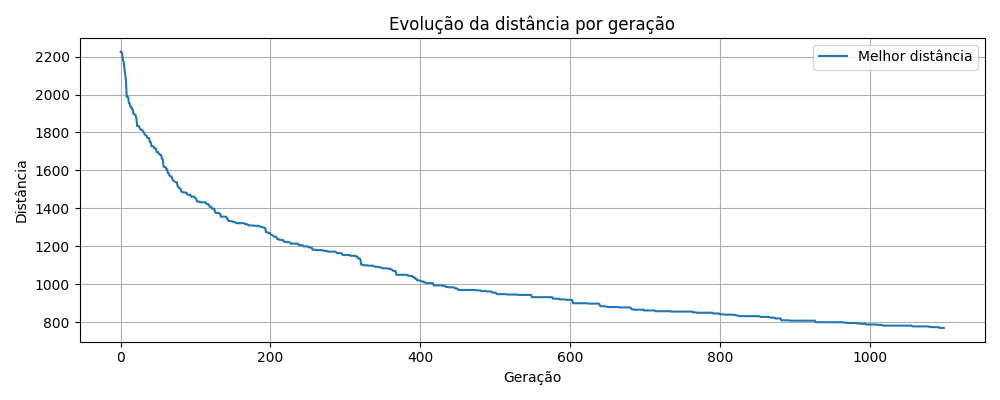 Evolução da distância por geração
Melhor distância
Distância
2200
2000
1800
1600
1400
1200
1000
800
0 200 400 600 800 1000
Geração